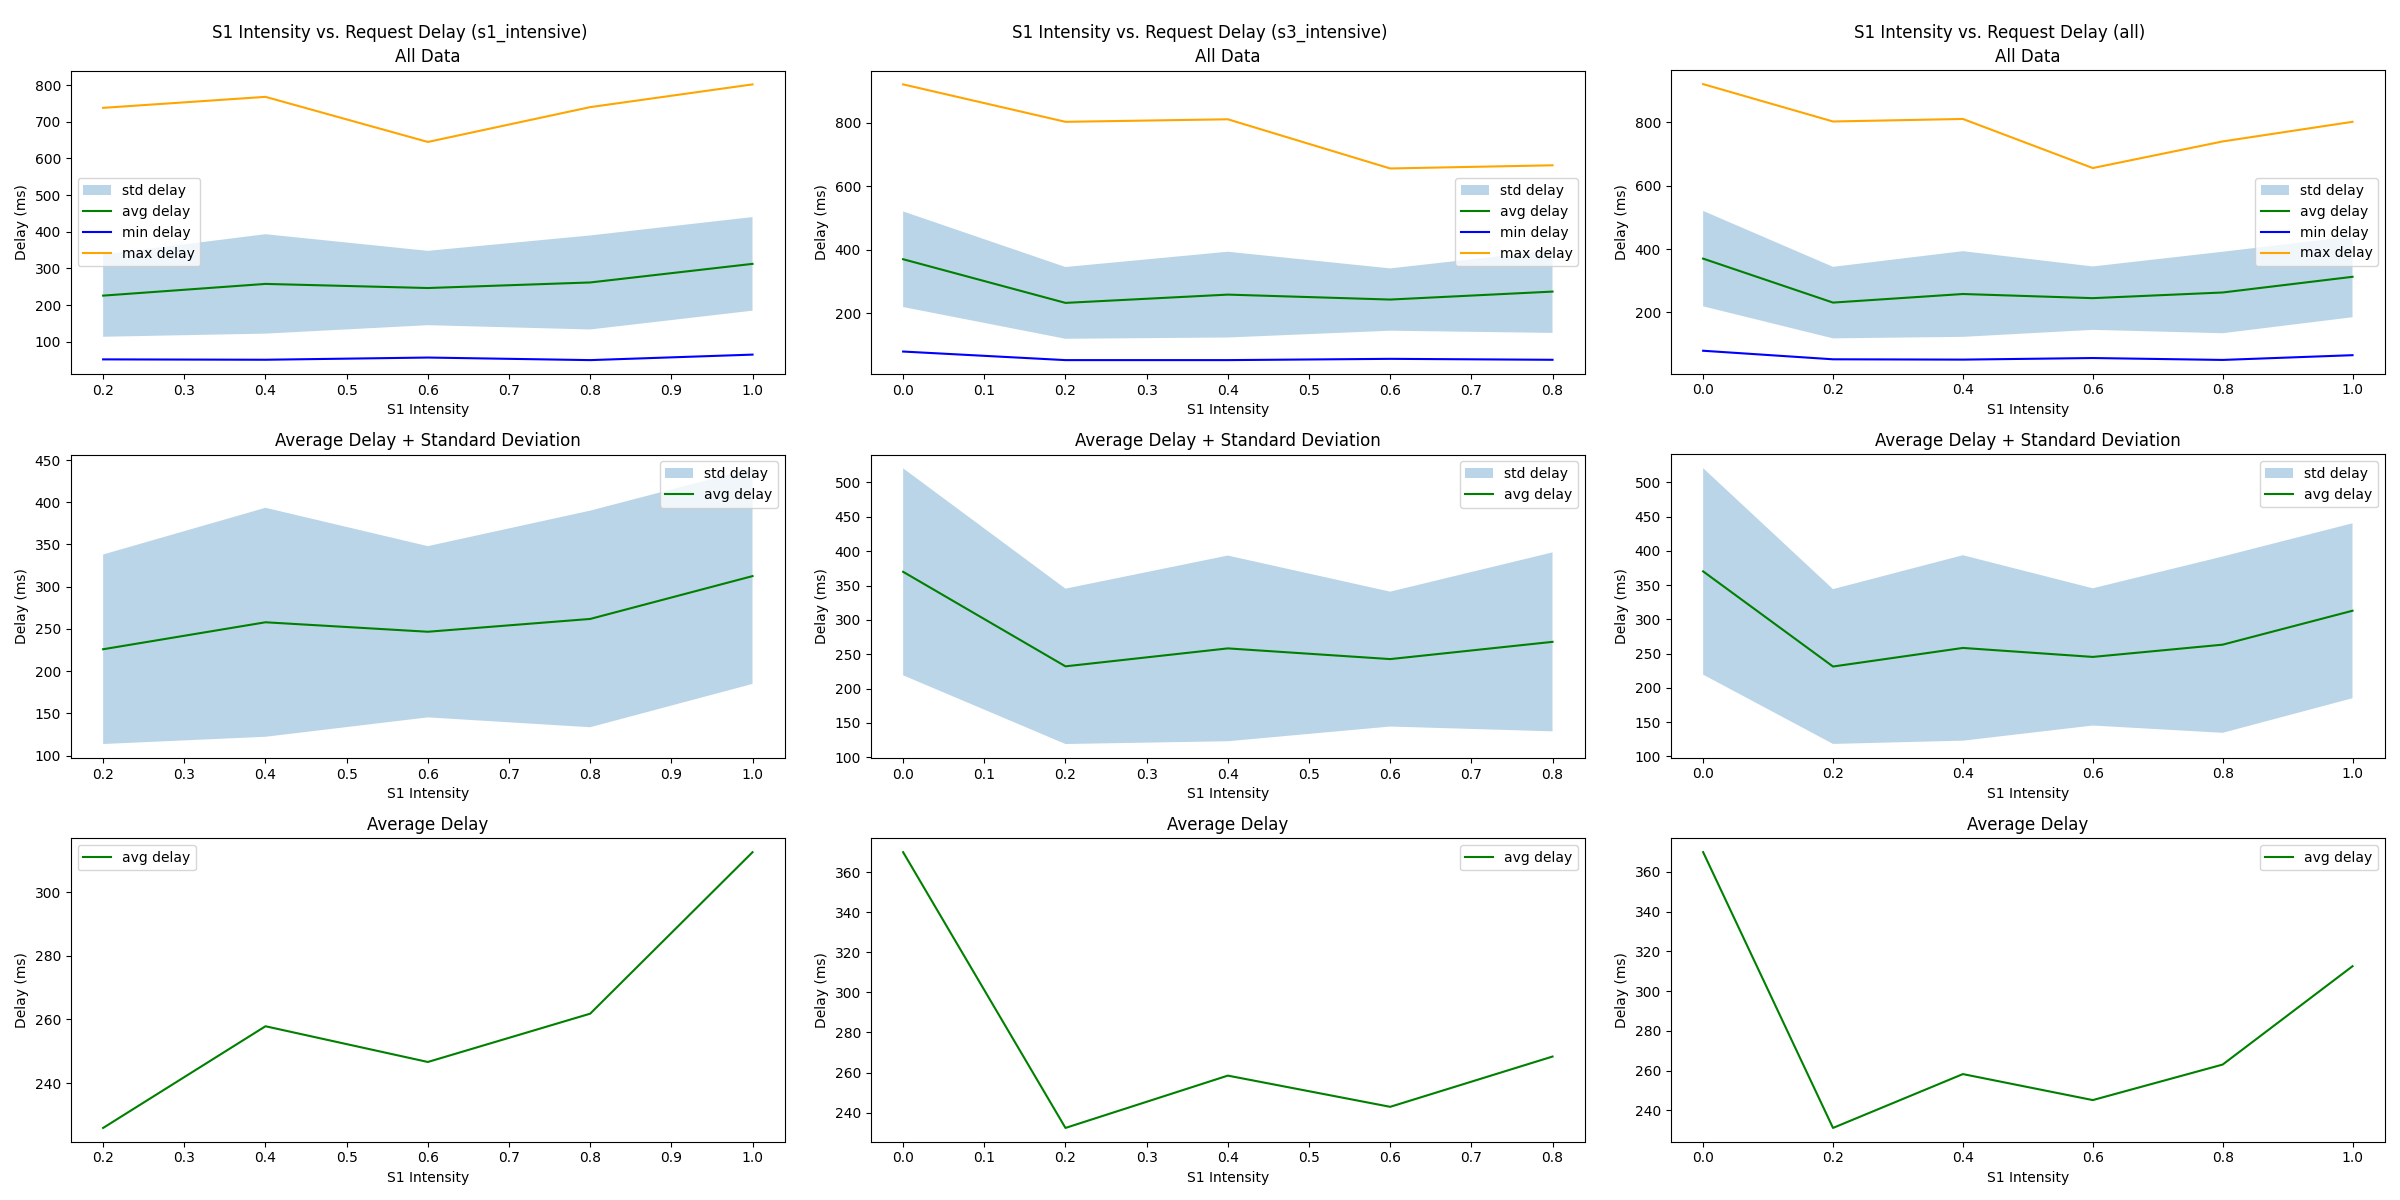 S1 Intensity vs. Request Delay (s1_intensive)
All Data
800
700
600
500
400
300
200
100
Delay (ms)
std delay
avg delay
min delay
max delay
0.2 0.3 0.4 0.5 0.6 0.7 0.8 0.9 1.0
S1 Intensity
S1 Intensity vs. Request Delay (s3_intensive)
All Data
800
600
400
200
Delay (ms)
std delay
avg delay
min delay
max delay
0.0 0.1 0.2 0.3 0.4 0.5 0.6 0.7 0.8
S1 Intensity
S1 Intensity vs. Request Delay (all)
All Data
800
600
400
200
Delay (ms)
std delay
avg delay
min delay
max delay
0.0 0.2 0.4 0.6 0.8 1.0
S1 Intensity
Average Delay + Standard Deviation
450
400
350
300
250
200
150
100
Delay (ms)
std delay
avg delay
0.2 0.3 0.4 0.5 0.6 0.7 0.8 0.9 1.0
S1 Intensity
Average Delay + Standard Deviation
500
450
400
350
300
250
200
150
100
Delay (ms)
std delay
avg delay
0.0 0.1 0.2 0.3 0.4 0.5 0.6 0.7 0.8
S1 Intensity
Average Delay + Standard Deviation
500
450
400
350
300
250
200
150
100
Delay (ms)
std delay
avg delay
0.0 0.2 0.4 0.6 0.8 1.0
S1 Intensity
Average Delay
300
280
260
240
Delay (ms)
avg delay
0.2 0.3 0.4 0.5 0.6 0.7 0.8 0.9 1.0
S1 Intensity
Average Delay
360
340
320
300
280
260
240
Delay (ms)
avg delay
0.0 0.1 0.2 0.3 0.4 0.5 0.6 0.7 0.8
S1 Intensity
Average Delay
360
340
320
300
280
260
240
Delay (ms)
avg delay
0.0 0.2 0.4 0.6 0.8 1.0
S1 Intensity